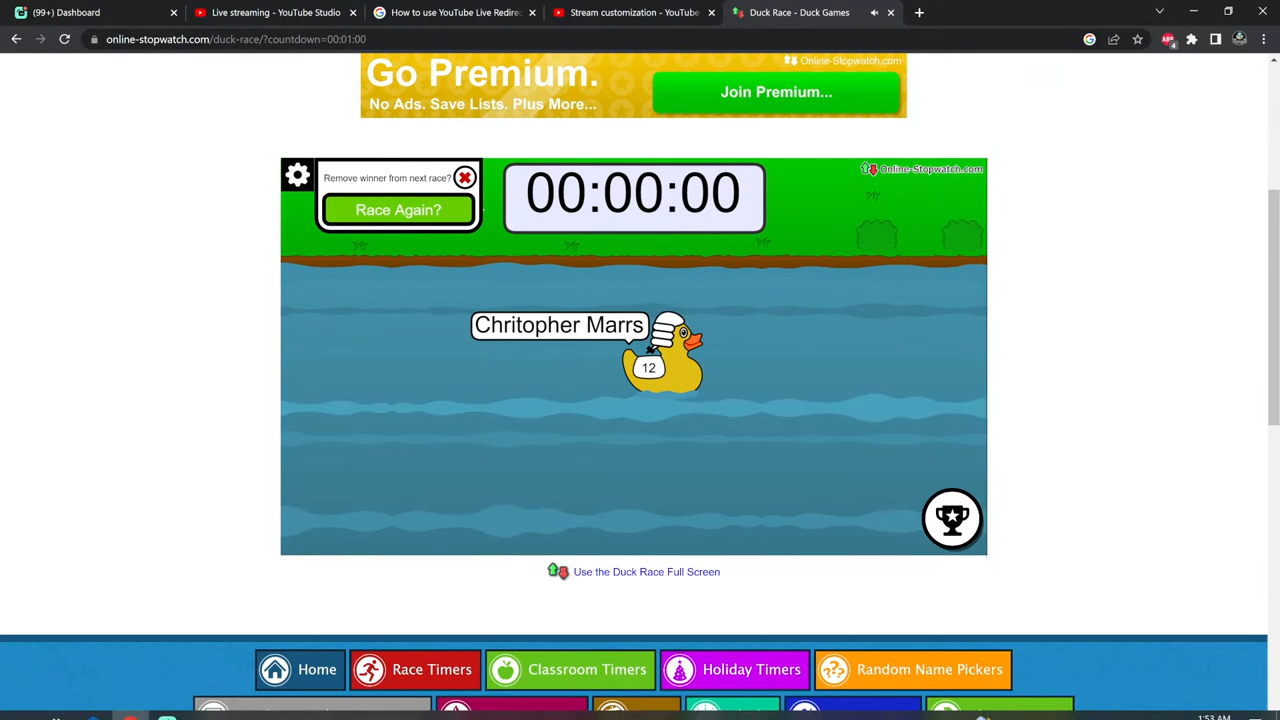 (99+) Dashboard
Live streaming - YouTube Studio
How to use YouTube Live Redirec
Stream customization - YouTube
Duck Race - Duck Games
online-stopwatch.com/duck-race/?countdown=00:01:00
4
Go Premium.
No Ads. Save Lists. Plus More...
Online-Stopwatch.com
Join Premium...
Remove winner from next race?
Race Again?
00:00:00
Online-Stopwatch.com
Chritopher Marrs
12
Use the Duck Race Full Screen
Home
Race Timers
Classroom Timers
Holiday Timers
Random Name Pickers
1:53 AM